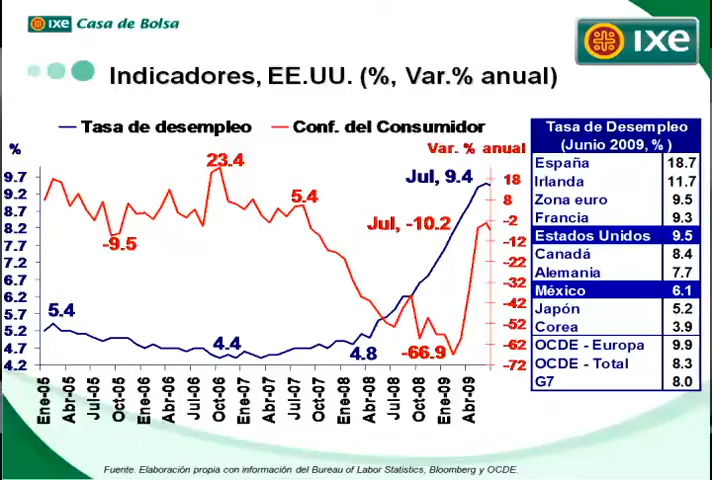 ixe Casa de Bolsa
ixe
Indicadores, EE.UU. (%, Var.% anual)
Tasa de desempleo
Conf. del Consumidor
%
Var. % anual
9.7
9.2
8.7
8.2
7.7
7.2
6.7
6.2
5.7
5.2
4.7
4.2
18
8
-2
-12
-22
-32
-42
-52
-62
-72
23.4
Jul, 9.4
5.4
Jul, -10.2
-9.5
5.4
4.4
4.8
-66.9
Ene-05
Abr-05
Jul-05
Oct-05
Ene-06
Abr-06
Jul-06
Oct-06
Ene-07
Abr-07
Jul-07
Oct-07
Ene-08
Abr-08
Jul-08
Oct-08
Ene-09
Abr-09
Tasa de Desempleo
(Junio 2009, %)
España 18.7
Irlanda 11.7
Zona euro 9.5
Francia 9.3
Estados Unidos 9.5
Canadá 8.4
Alemania 7.7
México 6.1
Japón 5.2
Corea 3.9
OCDE - Europa 9.9
OCDE - Total 8.3
G7 8.0
Fuente: Elaboración propia con información del Bureau of Labor Statistics, Bloomberg y OCDE.